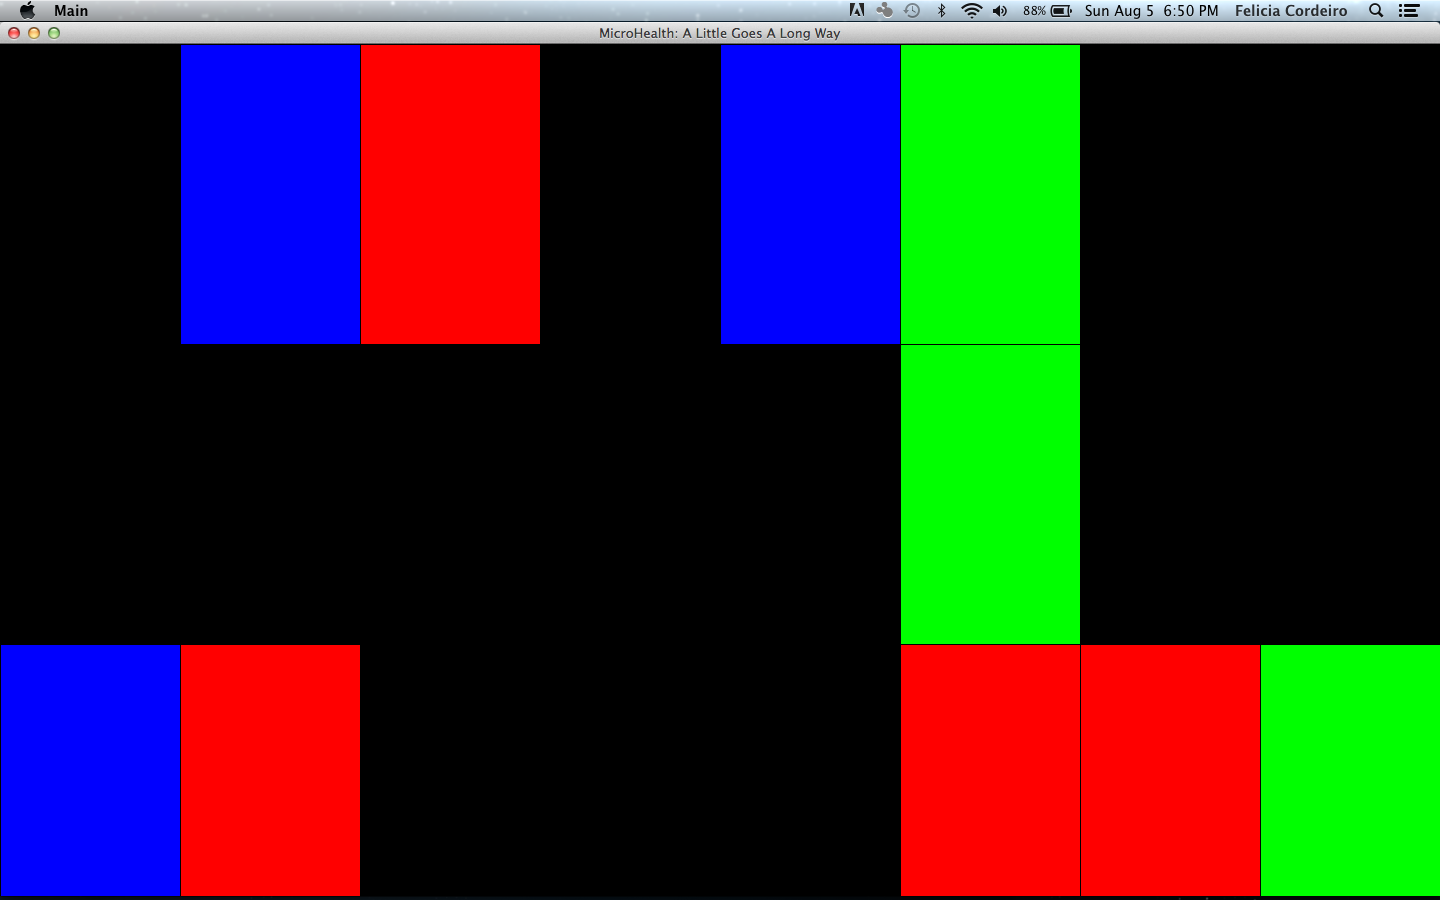 Main 88% Sun Aug 5 6:50 PM Felicia Cordeiro
MicroHealth: A Little Goes A Long Way